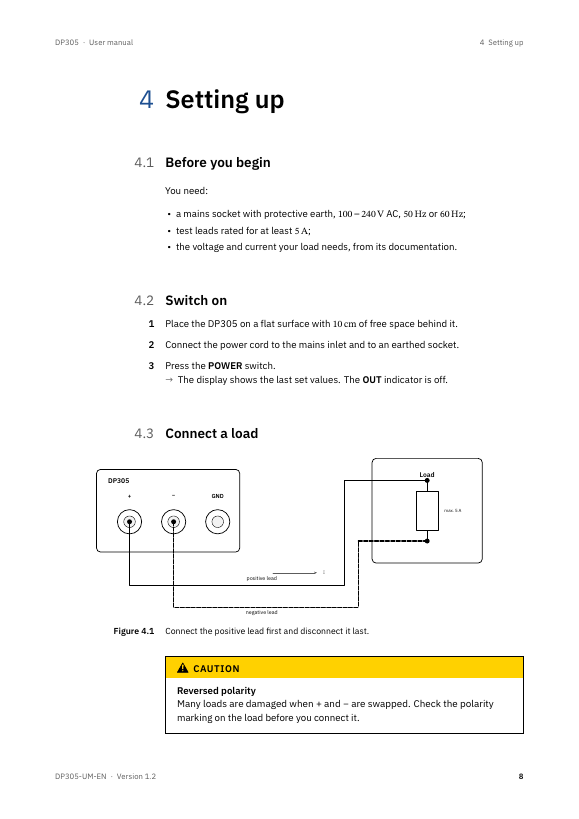 DP305 · User manual
4 Setting up
4 Setting up
4.1 Before you begin
You need:
• a mains socket with protective earth, 100 – 240 V AC, 50 Hz or 60 Hz;
• test leads rated for at least 5 A;
• the voltage and current your load needs, from its documentation.
4.2 Switch on
1 Place the DP305 on a flat surface with 10 cm of free space behind it.
2 Connect the power cord to the mains inlet and to an earthed socket.
3 Press the POWER switch.
→ The display shows the last set values. The OUT indicator is off.
4.3 Connect a load
DP305
+ − GND
Load
max. 5 A
positive lead
negative lead
Figure 4.1 Connect the positive lead first and disconnect it last.
CAUTION
Reversed polarity
Many loads are damaged when + and − are swapped. Check the polarity
marking on the load before you connect it.
DP305-UM-EN · Version 1.2
8